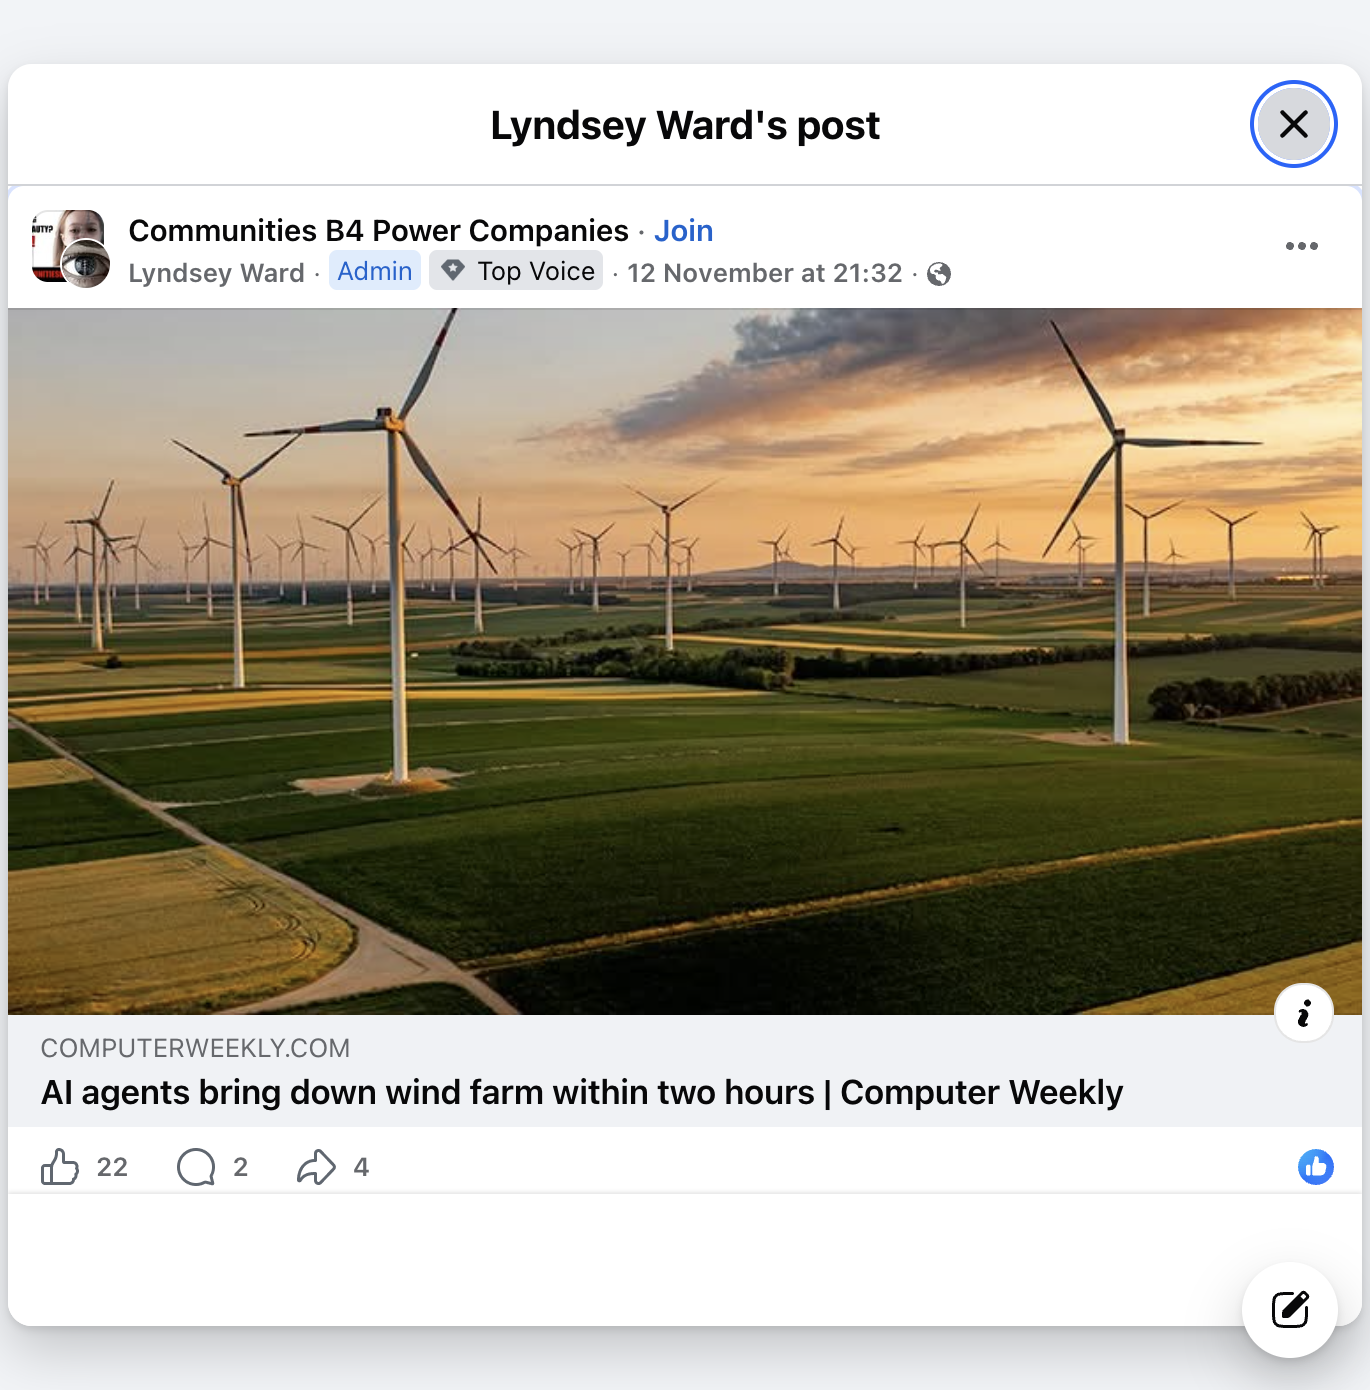 Lyndsey Ward's post
Communities B4 Power Companies · Join
Lyndsey Ward · Admin Top Voice · 12 November at 21:32 ·
COMPUTERWEEKLY.COM
AI agents bring down wind farm within two hours | Computer Weekly
22 2 4